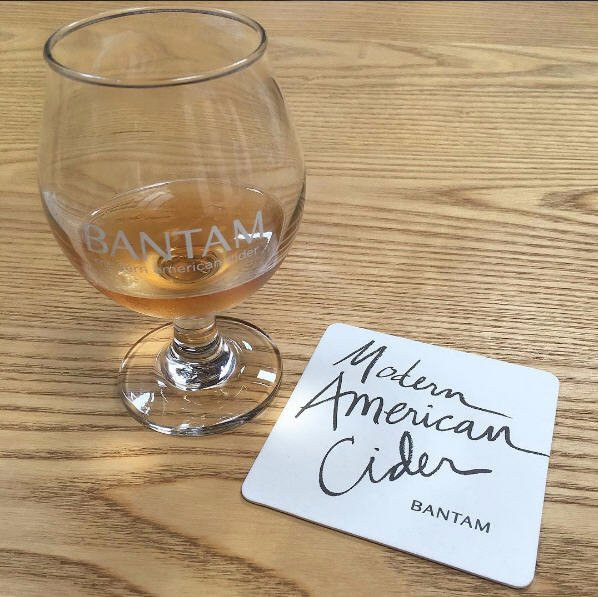 BANTAM
Modern American Cider
Modern
American
Cider
BANTAM